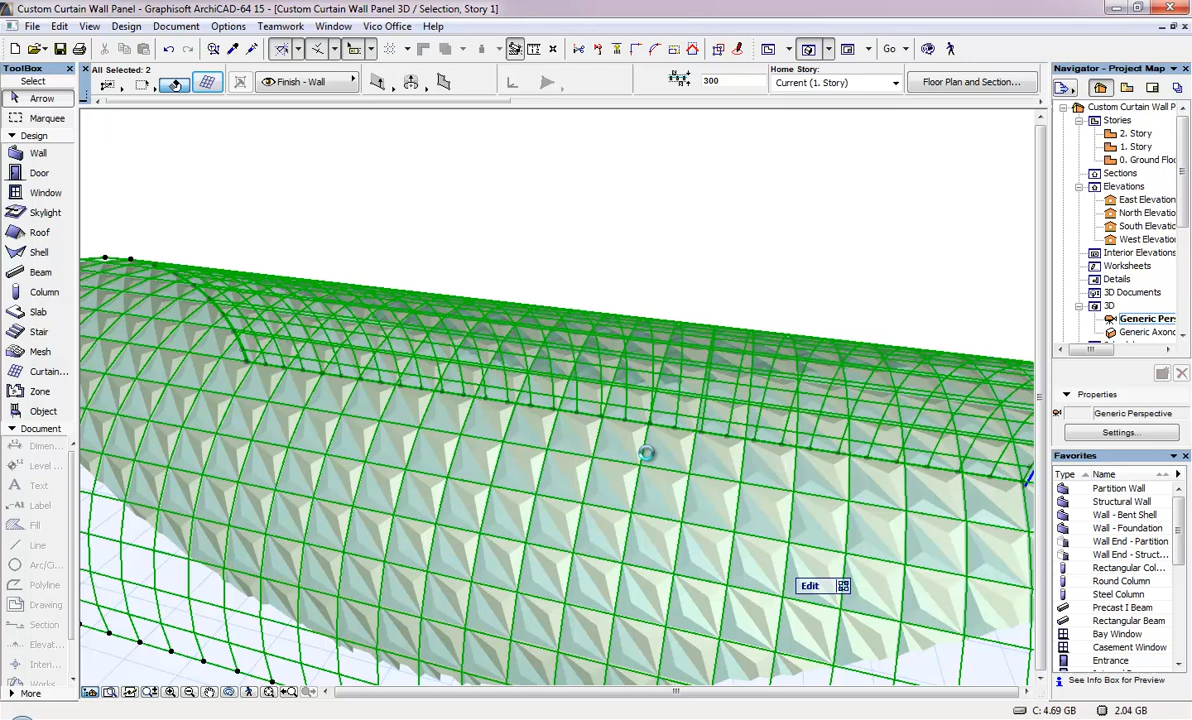 Custom Curtain Wall Panel - Graphisoft ArchiCAD-64 15 - [Custom Curtain Wall Panel 3D / Selection, Story 1]
File Edit View Design Document Options Teamwork Window Vico Office Help
Go
ToolBox
Select
Arrow
Marquee
Design
Wall
Door
Window
Skylight
Roof
Shell
Beam
Column
Slab
Stair
Mesh
Curtain...
Zone
Object
Document
Dimen...
Level ...
Text
Label
Fill
Line
Arc/Ci...
Polyline
Drawing
Section
Elevat...
Interi...
More
All Selected: 2
Finish - Wall
300
Home Story:
Current (1. Story)
Floor Plan and Section...
Edit
Navigator - Project Map
Custom Curtain Wall P
Stories
2. Story
1. Story
0. Ground Floo
Sections
Elevations
East Elevation
North Elevatio
South Elevatio
West Elevation
Interior Elevations
Worksheets
Details
3D Documents
3D
Generic Pers
Generic Axono
Properties
Generic Perspective
Settings...
Favorites
Type Name
Partition Wall
Structural Wall
Wall - Bent Shell
Wall - Foundation
Wall End - Partition
Wall End - Struct...
Rectangular Col...
Round Column
Steel Column
Precast I Beam
Rectangular Beam
Bay Window
Casement Window
Entrance
See Info Box for Preview
C: 4.69 GB 2.04 GB